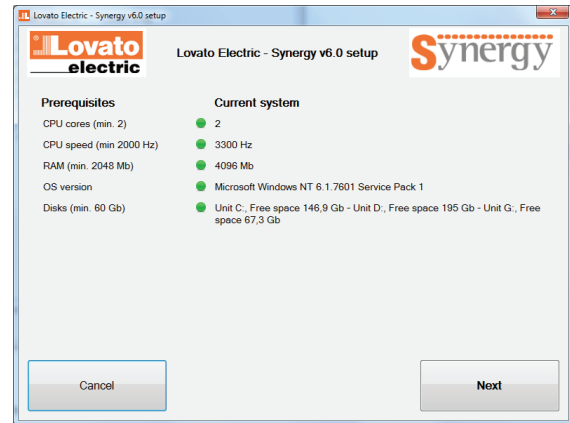 Lovato Electric - Synergy v6.0 setup
Lovato
electric
Lovato Electric - Synergy v6.0 setup
Synergy
Prerequisites
Current system
CPU cores (min. 2)
2
CPU speed (min 2000 Hz)
3300 Hz
RAM (min. 2048 Mb)
4096 Mb
OS version
Microsoft Windows NT 6.1.7601 Service Pack 1
Disks (min. 60 Gb)
Unit C:, Free space 146,9 Gb - Unit D:, Free space 195 Gb - Unit G:, Free
space 67,3 Gb
Cancel
Next